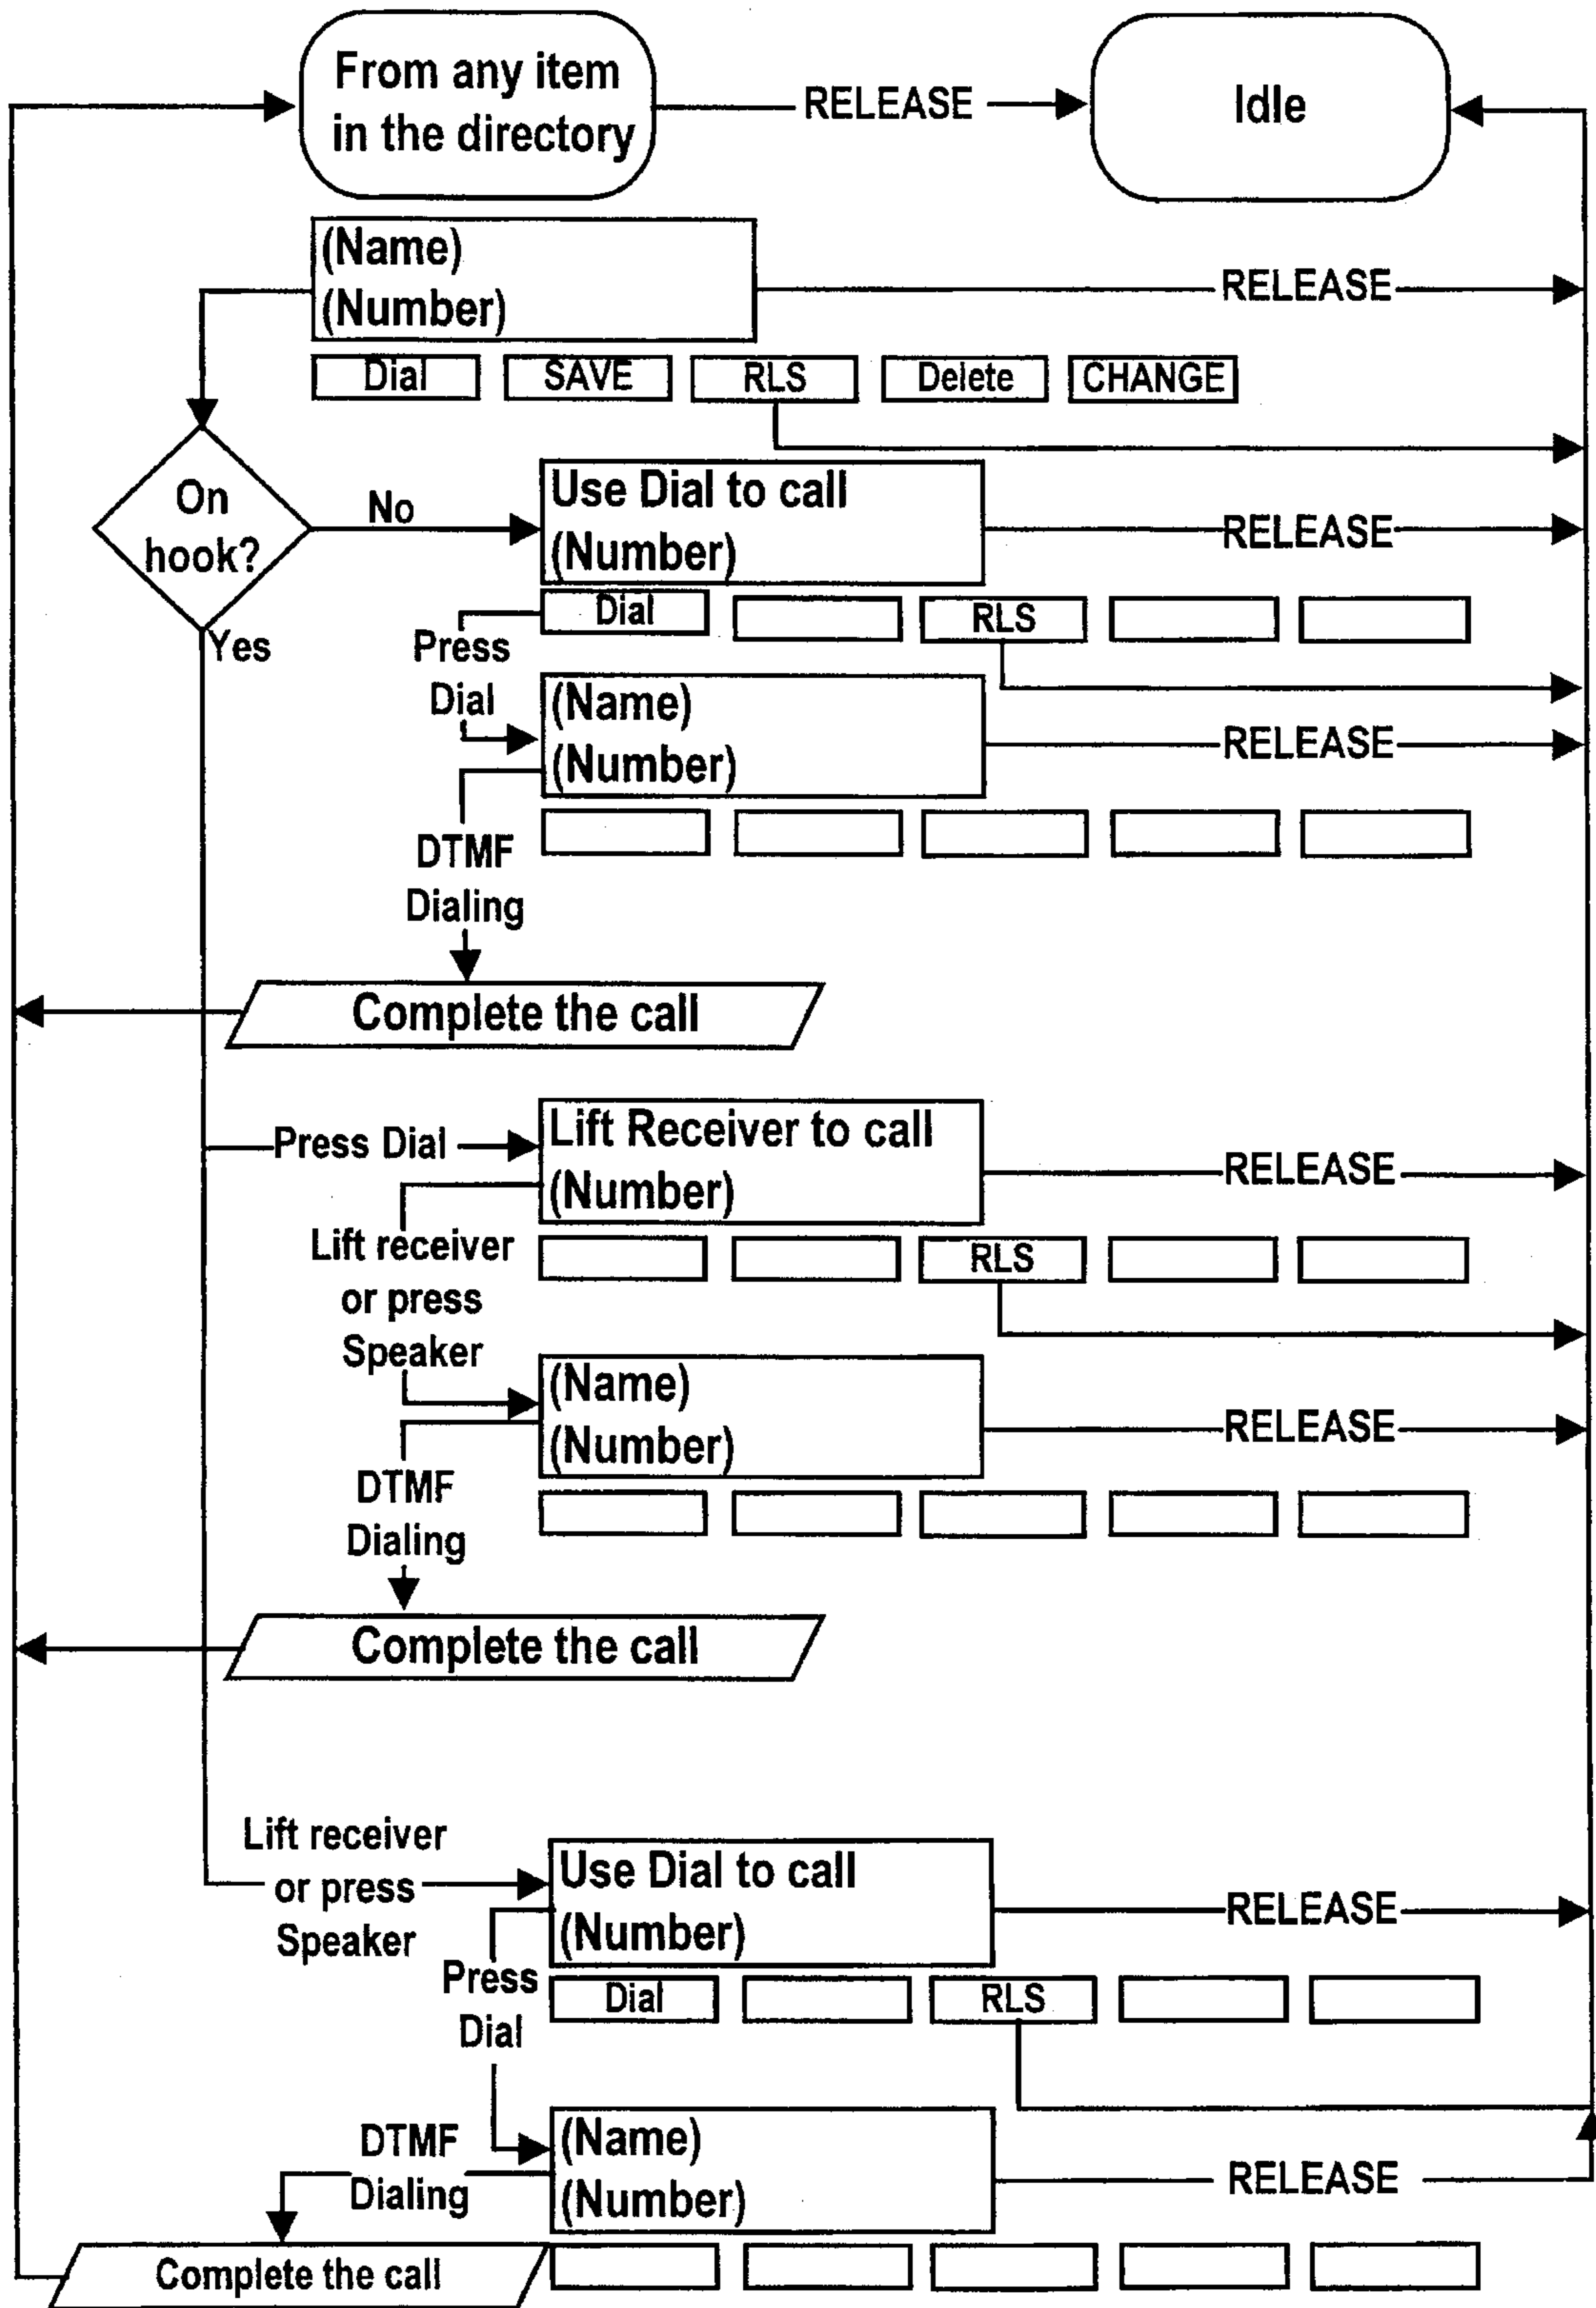 From any item
in the directory
RELEASE
Idle
(Name)
(Number)
RELEASE
Dial
SAVE
RLS
Delete
CHANGE
On
hook?
No
Yes
Use Dial to call
(Number)
RELEASE
Dial
RLS
Press
Dial
(Name)
(Number)
RELEASE
DTMF
Dialing
Complete the call
Press Dial
Lift Receiver to call
(Number)
RELEASE
RLS
Lift receiver
or press
Speaker
(Name)
(Number)
RELEASE
DTMF
Dialing
Complete the call
Lift receiver
or press
Speaker
Use Dial to call
(Number)
RELEASE
Dial
RLS
Press
Dial
(Name)
(Number)
RELEASE
DTMF
Dialing
Complete the call